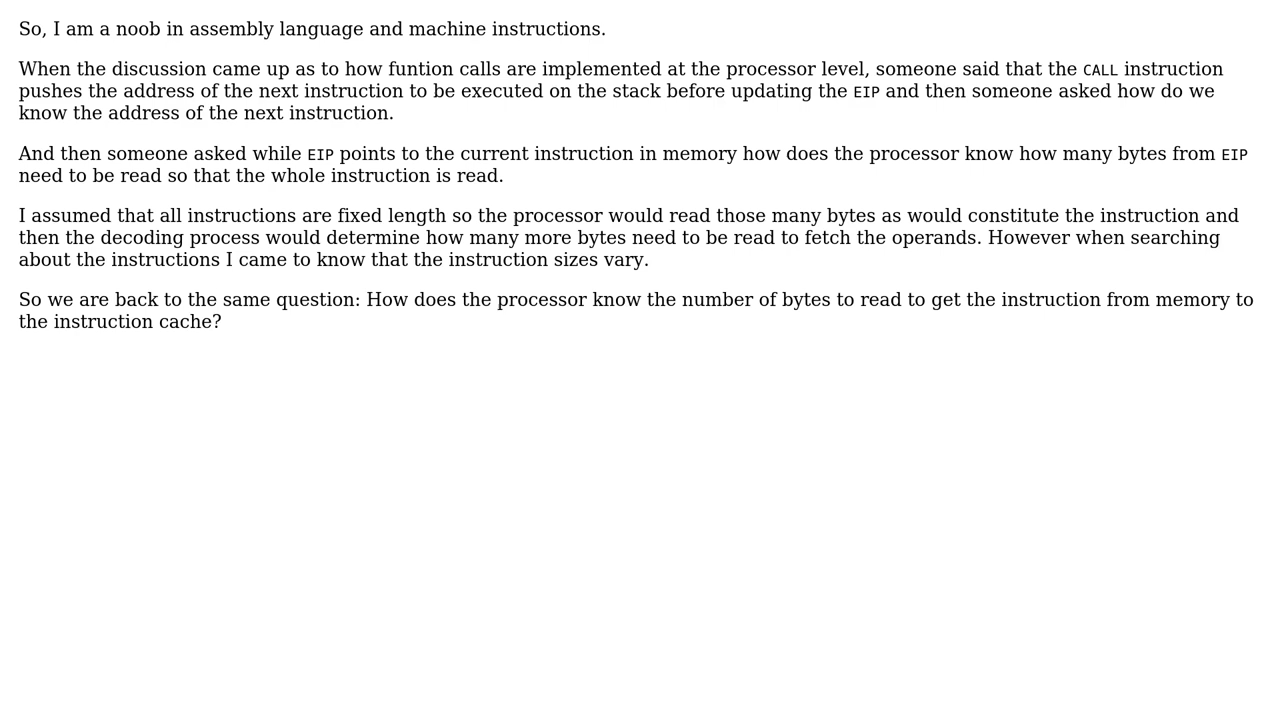 So, I am a noob in assembly language and machine instructions.
When the discussion came up as to how funtion calls are implemented at the processor level, someone said that the CALL instruction
pushes the address of the next instruction to be executed on the stack before updating the EIP and then someone asked how do we
know the address of the next instruction.
And then someone asked while EIP points to the current instruction in memory how does the processor know how many bytes from EIP
need to be read so that the whole instruction is read.
I assumed that all instructions are fixed length so the processor would read those many bytes as would constitute the instruction and
then the decoding process would determine how many more bytes need to be read to fetch the operands. However when searching
about the instructions I came to know that the instruction sizes vary.
So we are back to the same question: How does the processor know the number of bytes to read to get the instruction from memory to
the instruction cache?